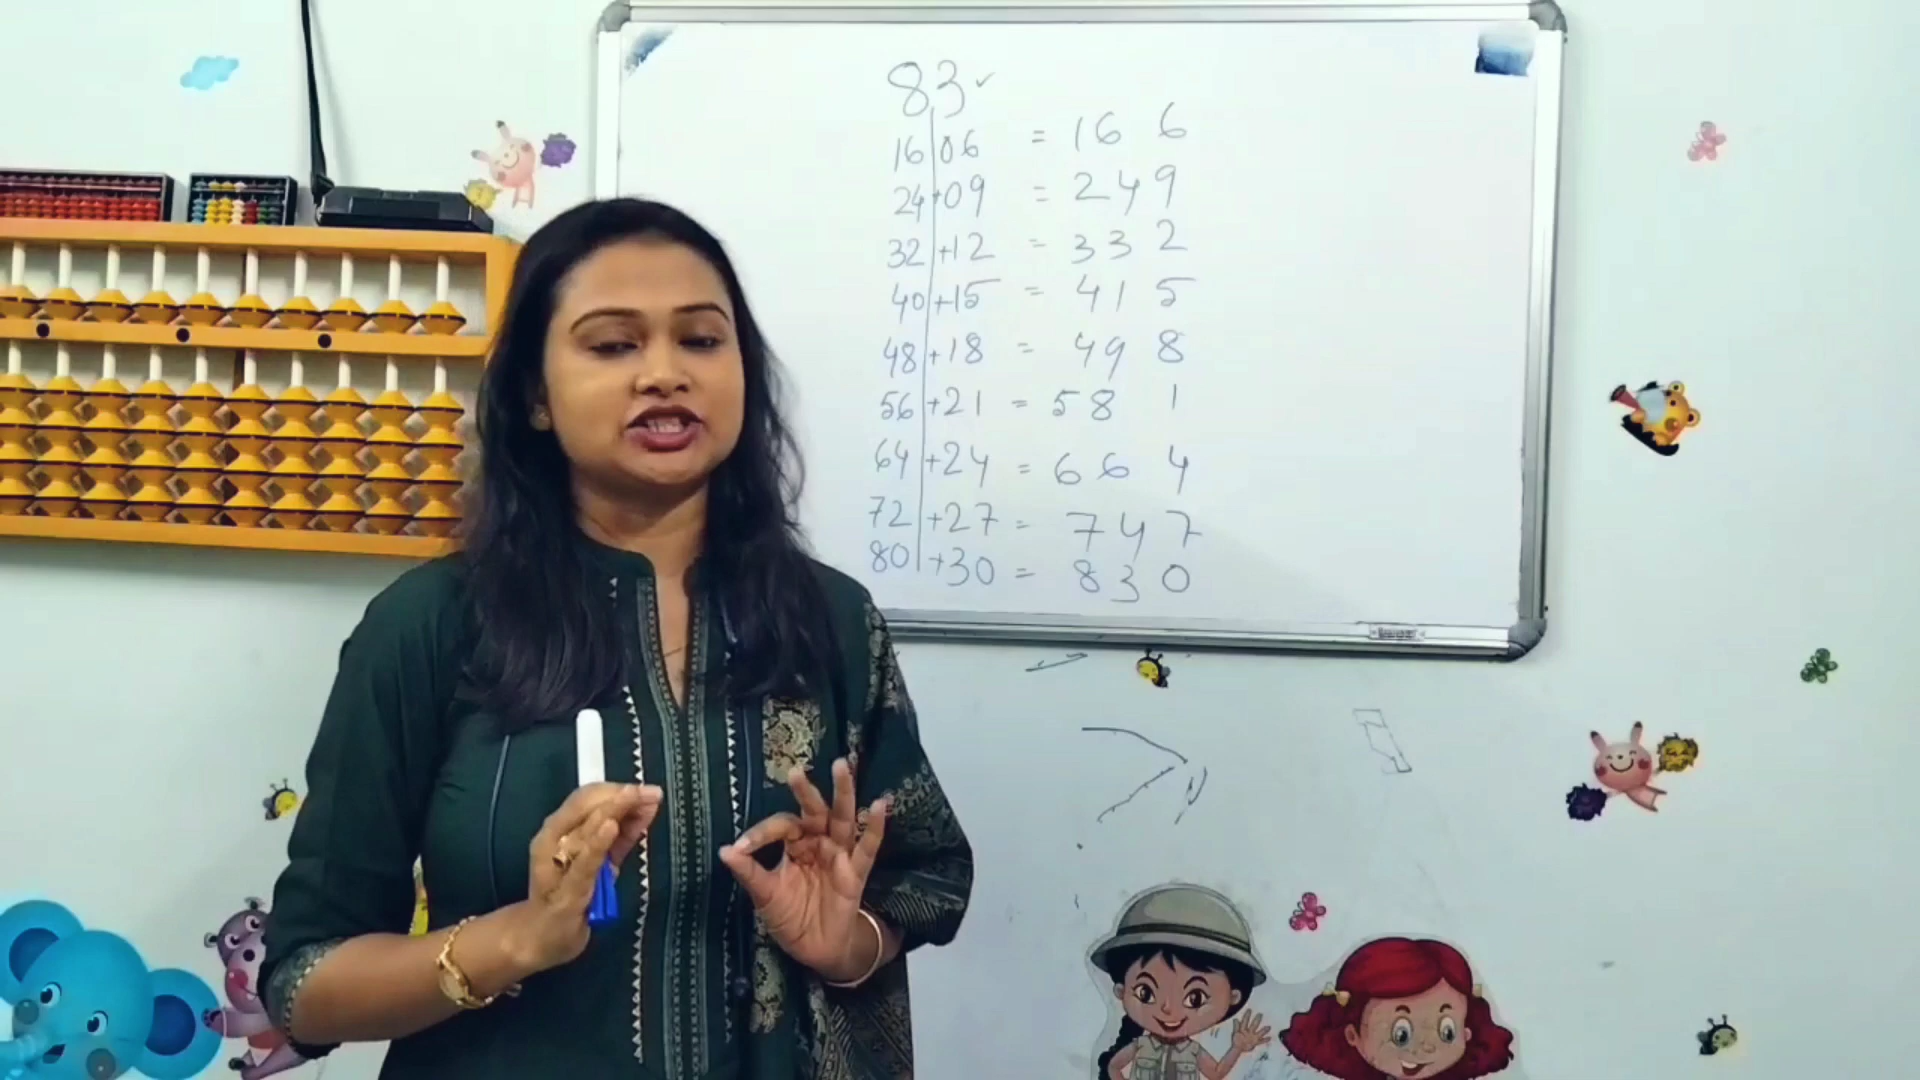 83✓
16|06 = 16 6
24|+09 = 24 9
32|+12 = 33 2
40|+15 = 41 5
48|+18 = 49 8
56|+21 = 58 1
64|+24 = 66 4
72|+27 = 74 7
80|+30 = 83 0